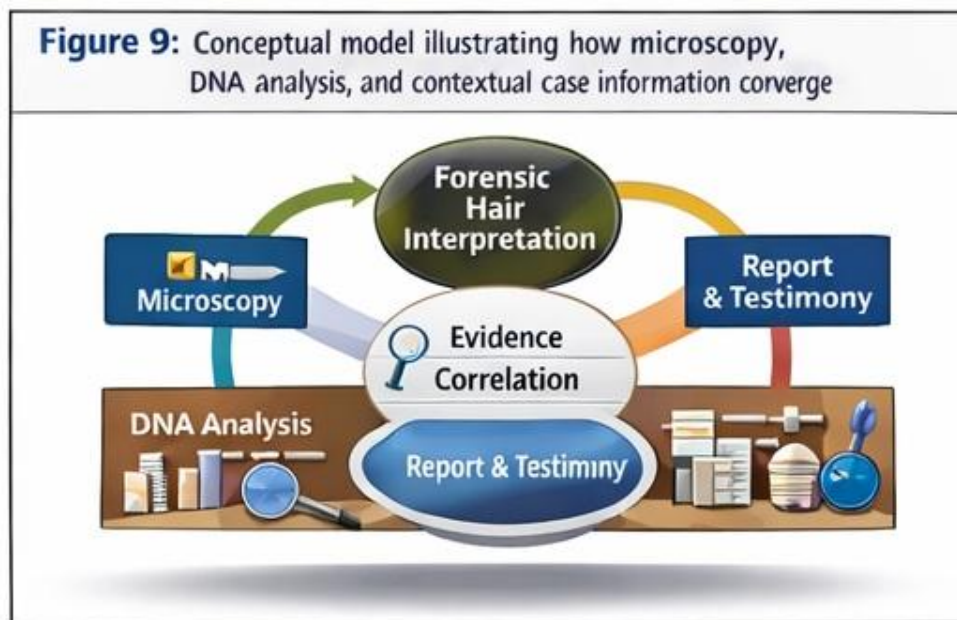 Figure 9: Conceptual model illustrating how microscopy,
DNA analysis, and contextual case information corverge
Forensic
Hair
Interpretation
M
Microscopy
Report
& Testimony
Evidence
Correlation
DNA Analysis
Report & Testiminy